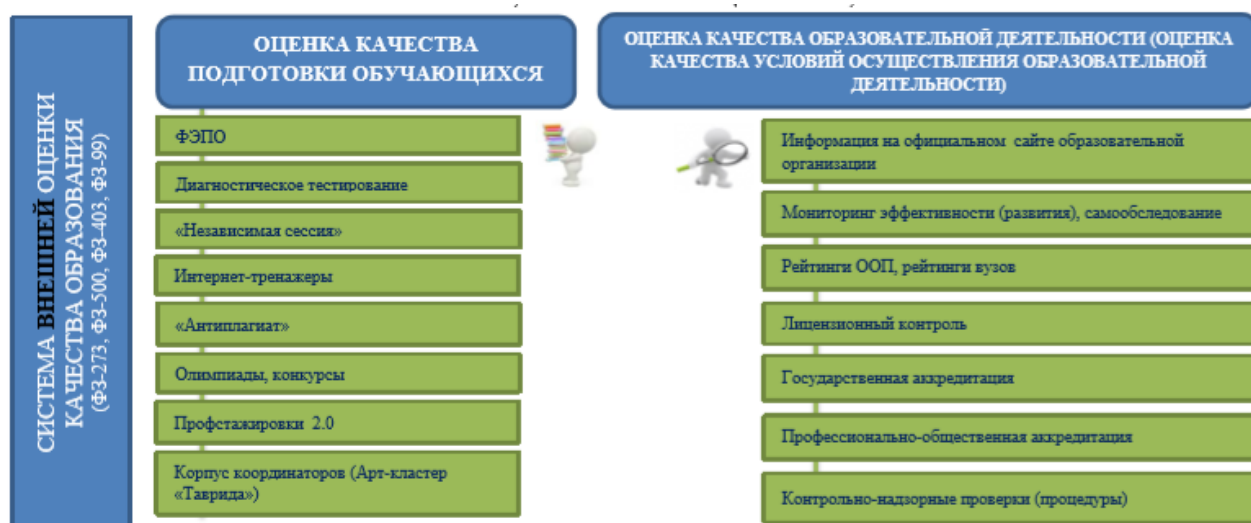 СИСТЕМА ВНЕШНЕЙ ОЦЕНКИ
КАЧЕСТВА ОБРАЗОВАНИЯ
(ФЗ-273, ФЗ-500, ФЗ-403, ФЗ-99)
ОЦЕНКА КАЧЕСТВА
ПОДГОТОВКИ ОБУЧАЮЩИХСЯ
ФЭПО
Диагностическое тестирование
«Независимая сессия»
Интернет-тренажеры
«Антиплагиат»
Олимпиады, конкурсы
Профстажировки 2.0
Корпус координаторов (Арт-кластер
«Таврида»)
ОЦЕНКА КАЧЕСТВА ОБРАЗОВАТЕЛЬНОЙ ДЕЯТЕЛЬНОСТИ (ОЦЕНКА
КАЧЕСТВА УСЛОВИЙ ОСУЩЕСТВЛЕНИЯ ОБРАЗОВАТЕЛЬНОЙ
ДЕЯТЕЛЬНОСТИ)
Информация на официальном сайте образовательной
организации
Мониторинг эффективности (развития), самообследование
Рейтинги ООП, рейтинги вузов
Лицензионный контроль
Государственная аккредитация
Профессионально-общественная аккредитация
Контрольно-надзорные проверки (процедуры)